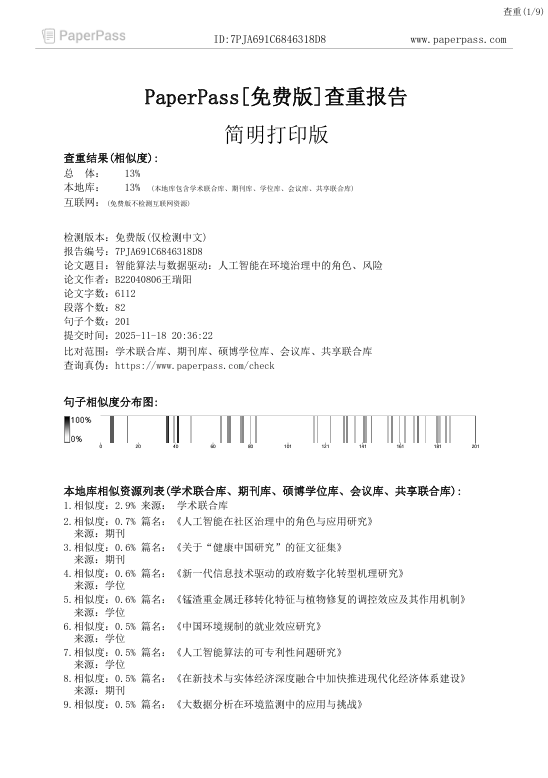 查重(1/9)
PaperPass
ID:7PJA691C6846318D8
www.paperpass.com
PaperPass[免费版]查重报告
简明打印版
查重结果(相似度):
总　体:　　13%
本地库:　　13%　(本地库包含学术联合库、期刊库、学位库、会议库、共享联合库)
互联网: (免费版不检测互联网资源)
检测版本: 免费版(仅检测中文)
报告编号: 7PJA691C6846318D8
论文题目: 智能算法与数据驱动: 人工智能在环境治理中的角色、风险
论文作者: B22040806王瑞阳
论文字数: 6112
段落个数: 82
句子个数: 201
提交时间: 2025-11-18 20:36:22
比对范围: 学术联合库、期刊库、硕博学位库、会议库、共享联合库
查询真伪: https://www.paperpass.com/check
句子相似度分布图:
100%
0%
0 20 40 60 80 101 121 141 161 181 201
本地库相似资源列表(学术联合库、期刊库、硕博学位库、会议库、共享联合库):
1.相似度: 2.9% 来源:　学术联合库
2.相似度: 0.7% 篇名: 《人工智能在社区治理中的角色与应用研究》
来源: 期刊
3.相似度: 0.6% 篇名: 《关于“健康中国研究”的征文征集》
来源: 期刊
4.相似度: 0.6% 篇名: 《新一代信息技术驱动的政府数字化转型机理研究》
来源: 学位
5.相似度: 0.6% 篇名: 《锰渣重金属迁移转化特征与植物修复的调控效应及其作用机制》
来源: 学位
6.相似度: 0.5% 篇名: 《中国环境规制的就业效应研究》
来源: 学位
7.相似度: 0.5% 篇名: 《人工智能算法的可专利性问题研究》
来源: 学位
8.相似度: 0.5% 篇名: 《在新技术与实体经济深度融合中加快推进现代化经济体系建设》
来源: 期刊
9.相似度: 0.5% 篇名: 《大数据分析在环境监测中的应用与挑战》